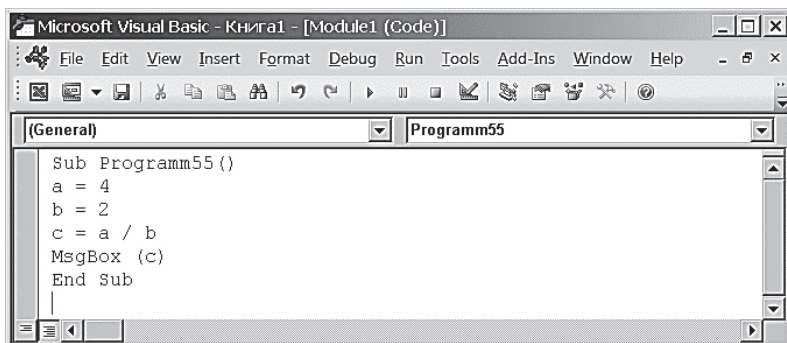 Microsoft Visual Basic - Книга1 - [Module1 (Code)]
File Edit View Insert Format Debug Run Tools Add-Ins Window Help
(General) Programm55
Sub Programm55()
a = 4
b = 2
c = a / b
MsgBox (c)
End Sub